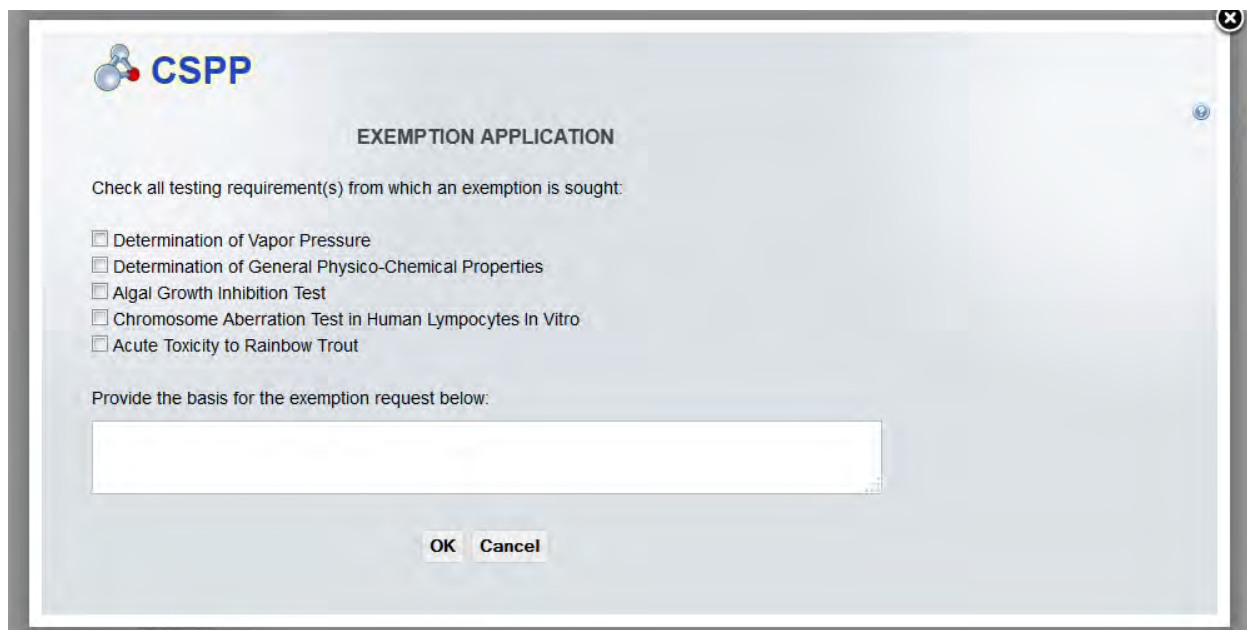 CSPP
EXEMPTION APPLICATION
Check all testing requirement(s) from which an exemption is sought:
Determination of Vapor Pressure
Determination of General Physico-Chemical Properties
Algal Growth Inhibition Test
Chromosome Aberration Test in Human Lympocytes In Vitro
Acute Toxicity to Rainbow Trout
Provide the basis for the exemption request below:
OK Cancel